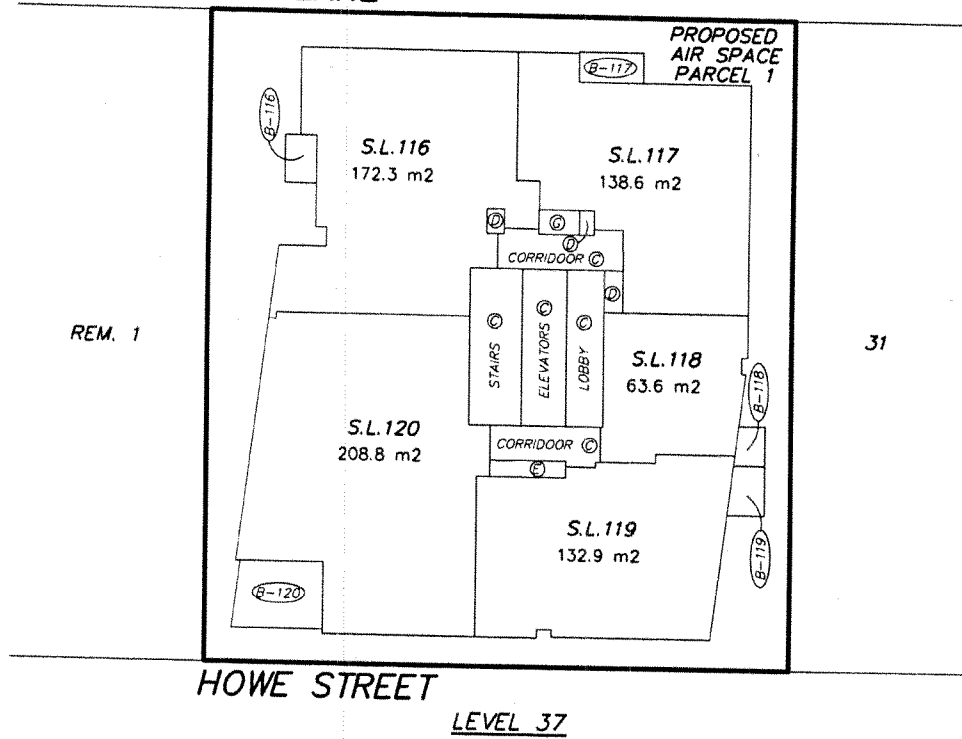 PROPOSED
AIR SPACE
PARCEL 1
B-117
B-116
S.L.116
172.3 m2
S.L.117
138.6 m2
D
G
D
CORRIDOOR C
D
REM. 1
31
STAIRS C
ELEVATORS C
LOBBY C
S.L.118
63.6 m2
B-118
S.L.120
208.8 m2
CORRIDOOR C
E
S.L.119
132.9 m2
B-119
B-120
HOWE STREET
LEVEL 37